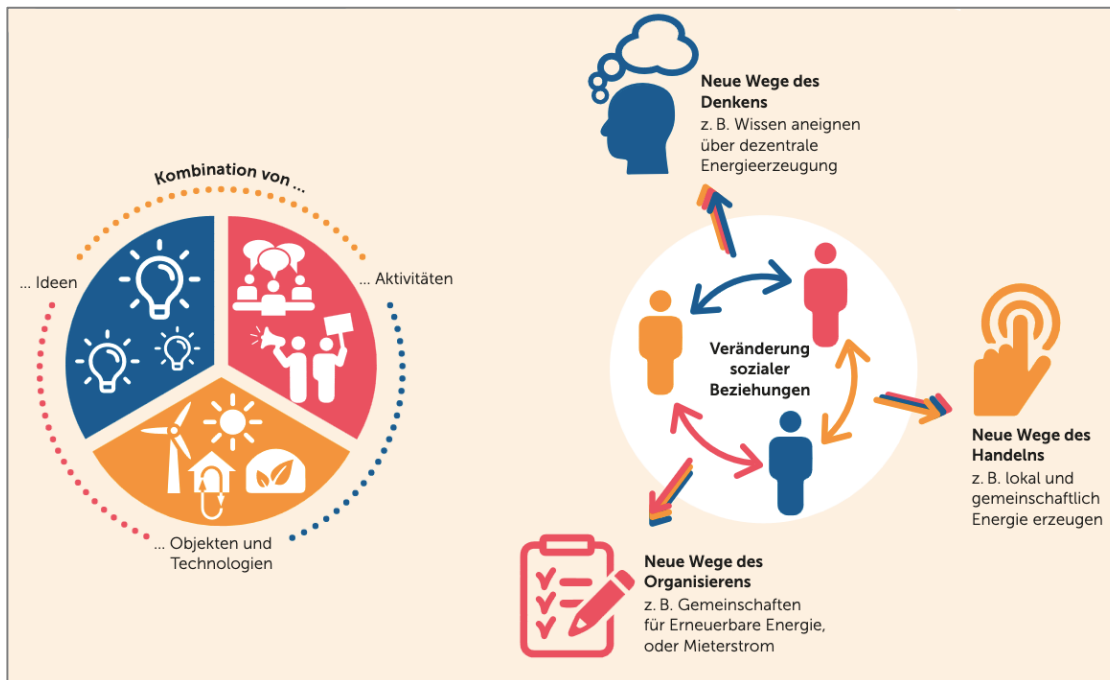 Kombination von ...
... Ideen
... Aktivitäten
... Objekten und
Technologien
Neue Wege des
Denkens
z. B. Wissen aneignen
über dezentrale
Energieerzeugung
Veränderung
sozialer
Beziehungen
Neue Wege des
Handelns
z. B. lokal und
gemeinschaftlich
Energie erzeugen
Neue Wege des
Organisierens
z. B. Gemeinschaften
für Erneuerbare Energie,
oder Mieterstrom